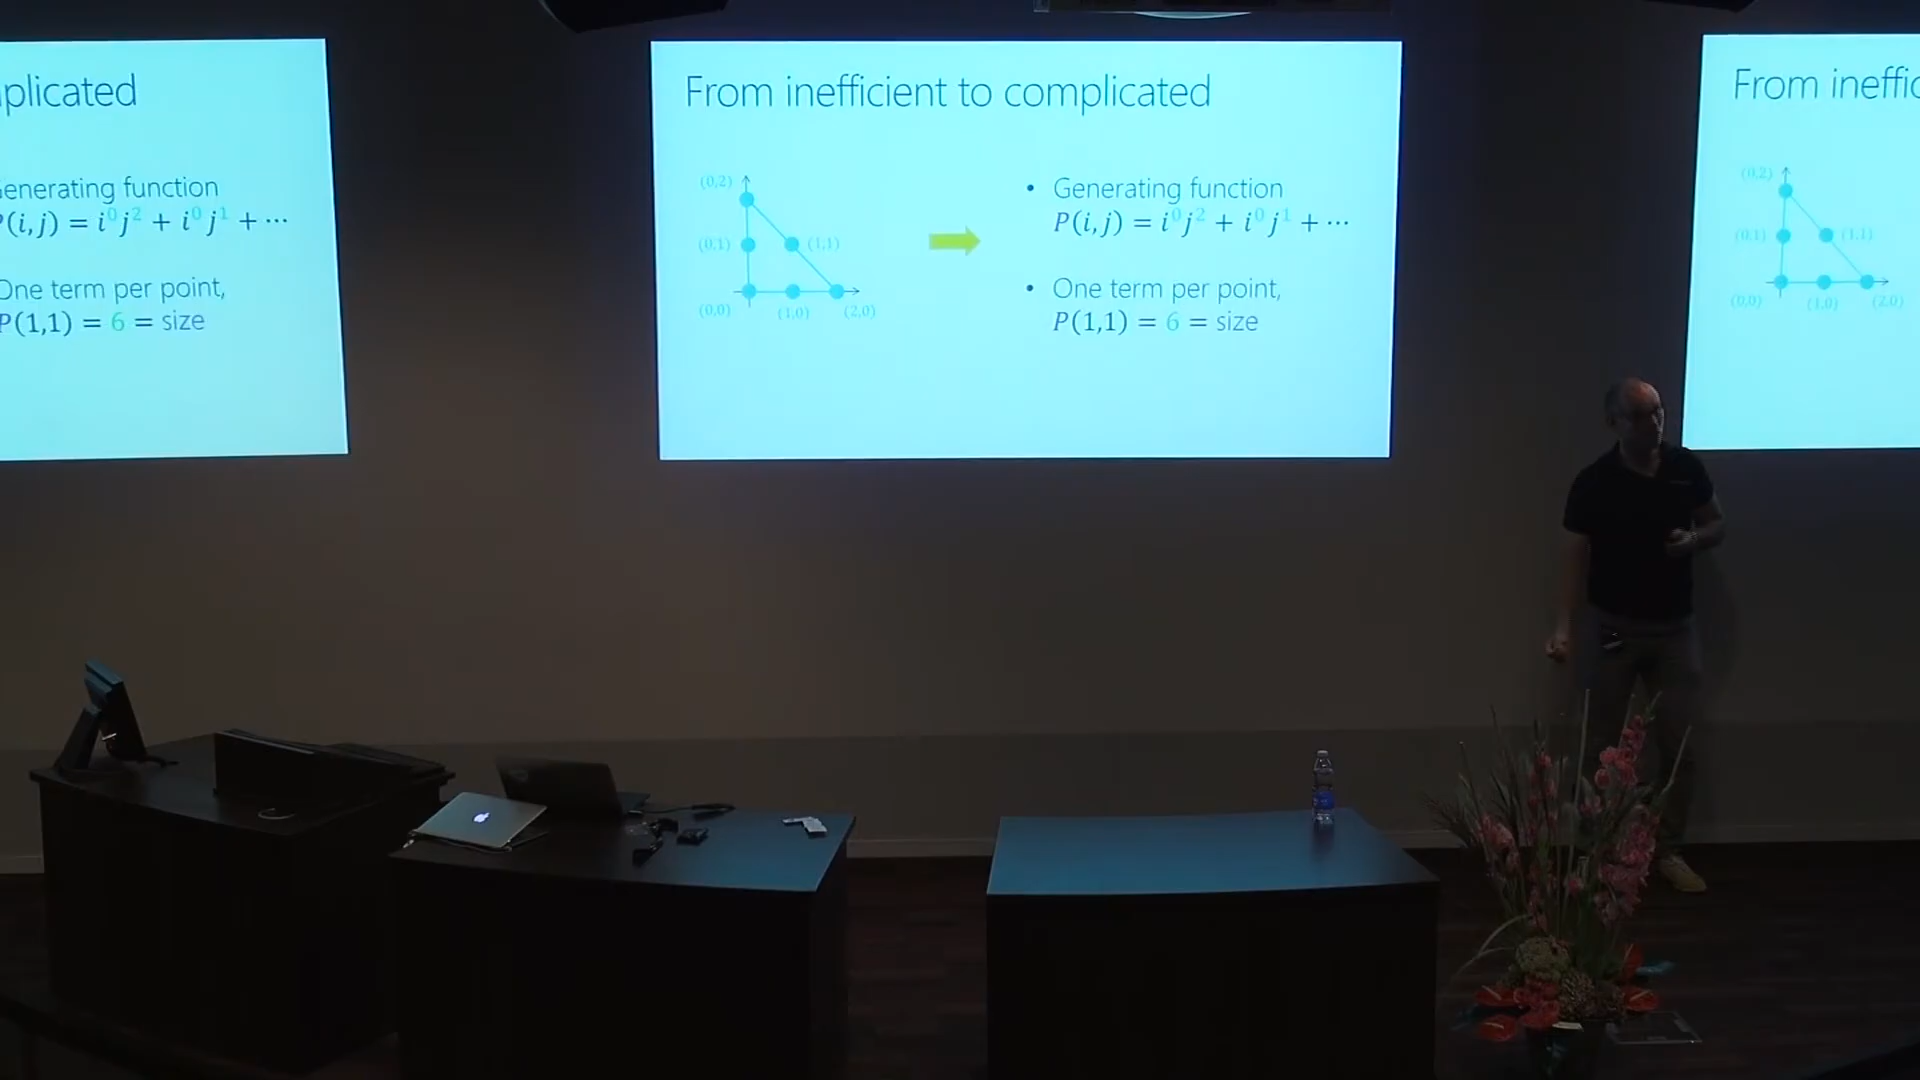 plicated
enerating function
P(i,j) = i⁰j² + i⁰j¹ + ⋯
One term per point,
P(1,1) = 6 = size
From inefficient to complicated
(0,2)
(0,1)
(1,1)
(0,0)
(1,0)
(2,0)
• Generating function
P(i,j) = i⁰j² + i⁰j¹ + ⋯
• One term per point,
P(1,1) = 6 = size
From ineffic
(0,2)
(0,1)
(1,1)
(0,0)
(1,0)
(2,0)